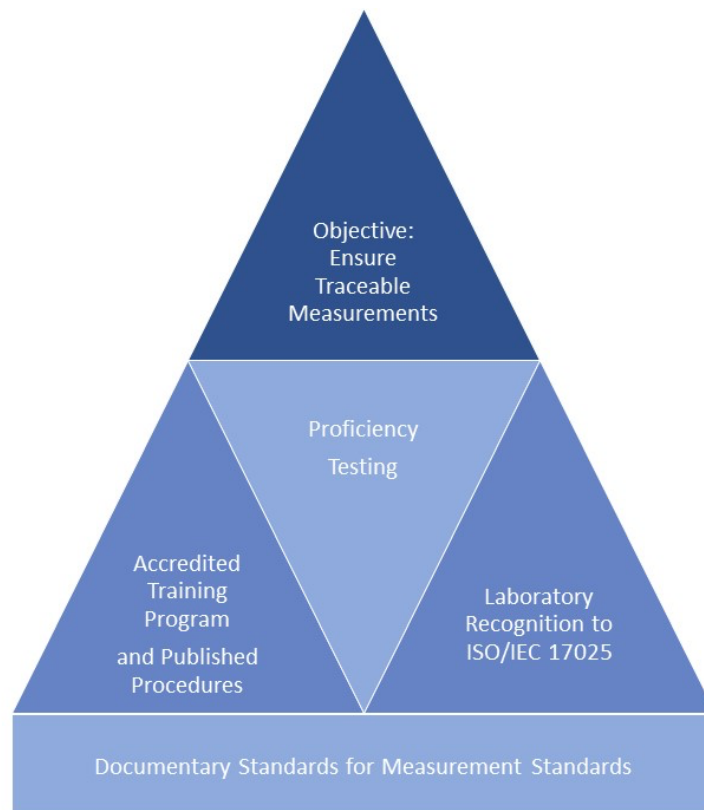 Objective:
Ensure
Traceable
Measurements
Proficiency
Testing
Accredited
Training
Program
and Published
Procedures
Laboratory
Recognition to
ISO/IEC 17025
Documentary Standards for Measurement Standards